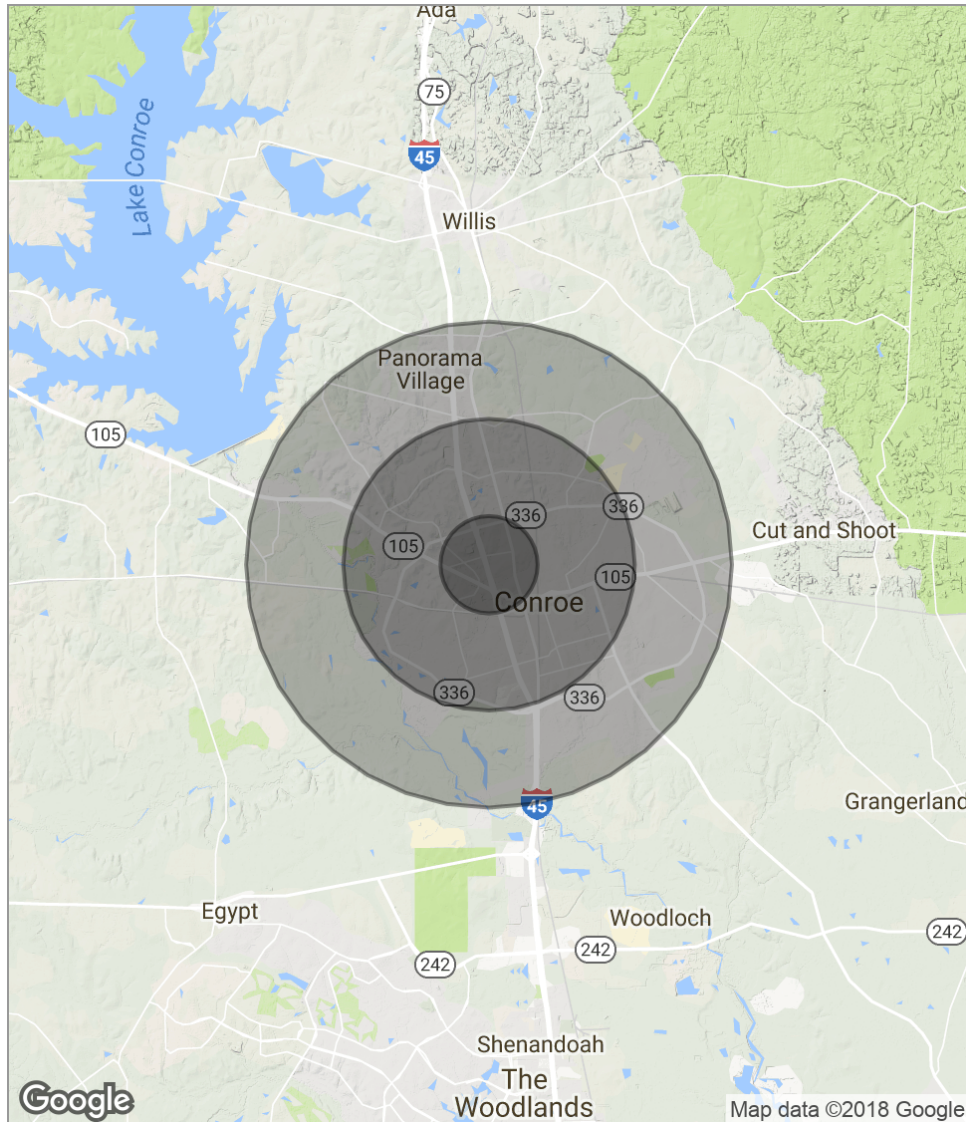 Ada
75
45
Lake Conroe
Willis
Panorama
Village
105
336
336
Cut and Shoot
105
105
Conroe
336
336
45
Grangerland
Egypt
Woodloch
242
242
242
Shenandoah
The
Woodlands
Google
Map data ©2018 Google